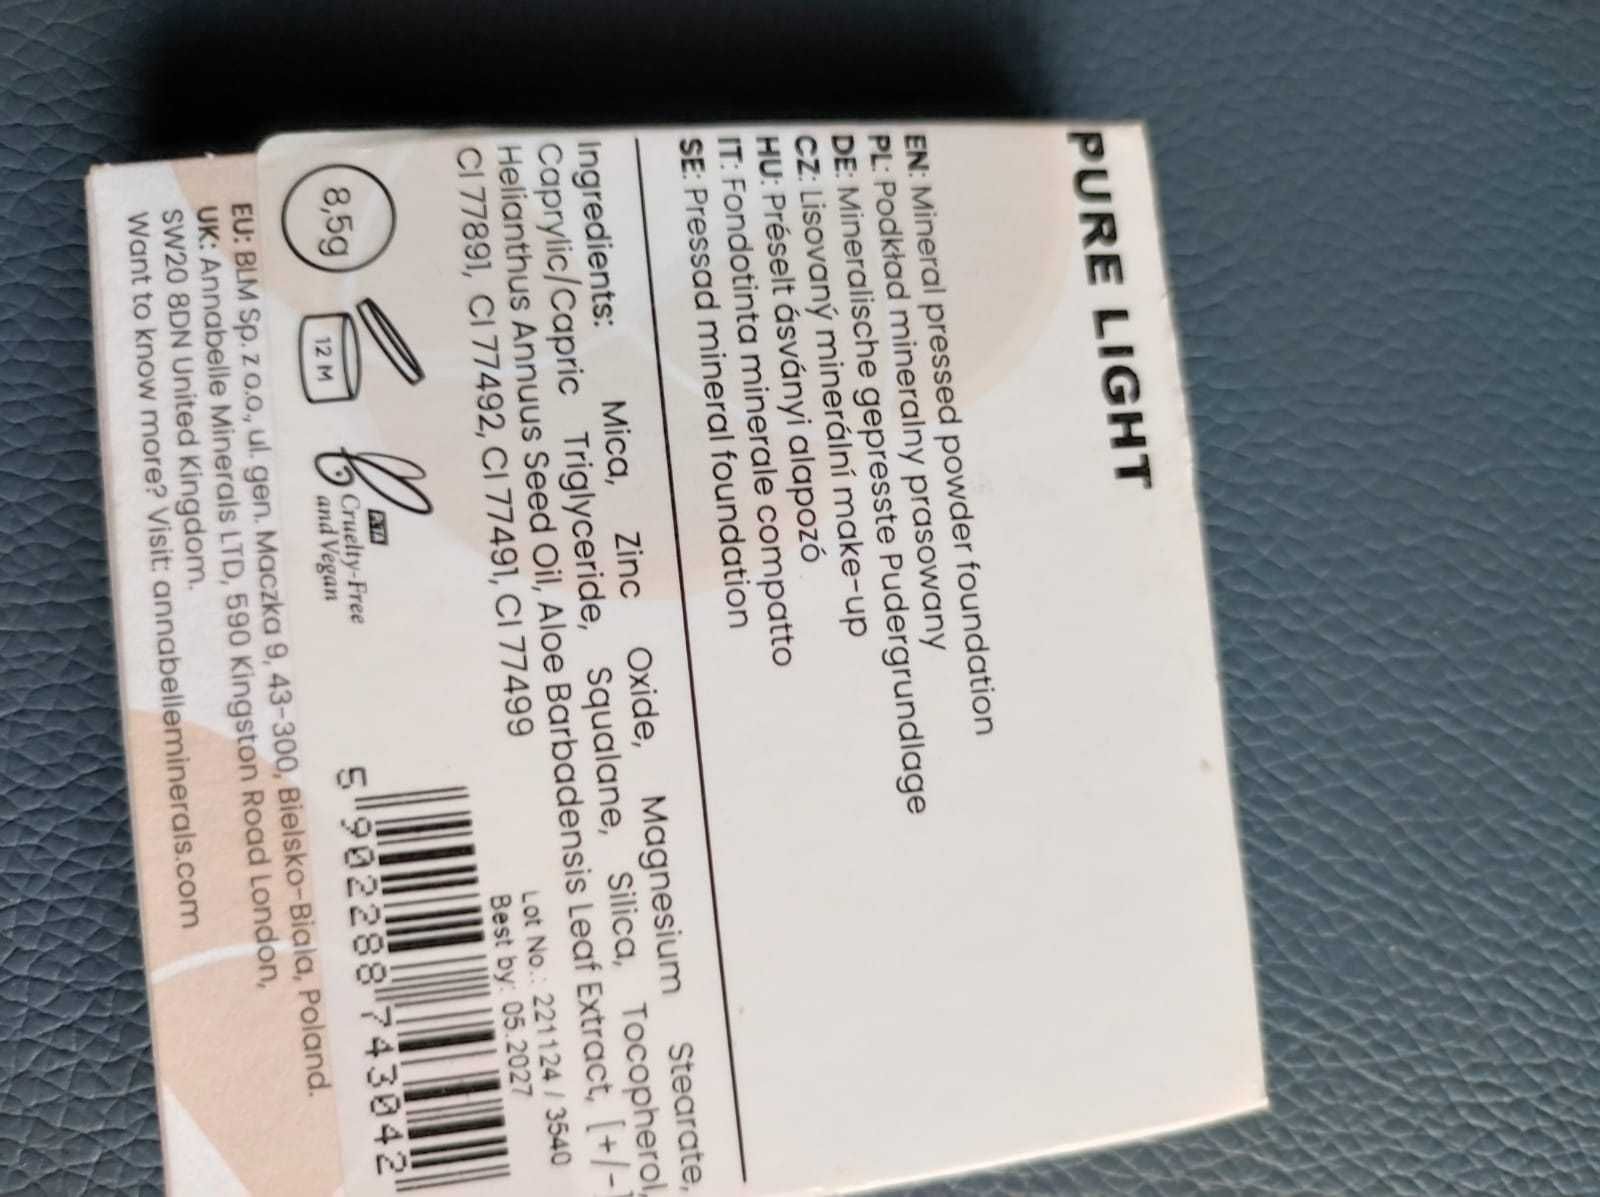 PURE LIGHT
EN: Mineral pressed powder foundation
PL: Podkład mineralny prasowany
DE: Mineralische gepresste Pudergrundlage
CZ: Lisovaný minerální make-up
HU: Préselt ásványi alapozó
IT: Fondotinta minerale compatto
SE: Pressad mineral foundation
Ingredients: Mica, Zinc Oxide, Magnesium Stearate,
Caprylic/Capric Triglyceride, Squalane, Silica, Tocopherol,
Helianthus Annuus Seed Oil, Aloe Barbadensis Leaf Extract, [+/-]
CI 77891, CI 77492, CI 77491, CI 77499
Lot No.: 221124 / 3540
Best by: 05.2027
8,5g
12 M
PETA
Cruelty-Free
and Vegan
5 902288 743042
EU: BLM Sp. z o.o., ul. gen. Maczka 9, 43-300, Bielsko-Biala, Poland.
UK: Annabelle Minerals LTD, 590 Kingston Road London,
SW20 8DN United Kingdom.
Want to know more? Visit: annabelleminerals.com